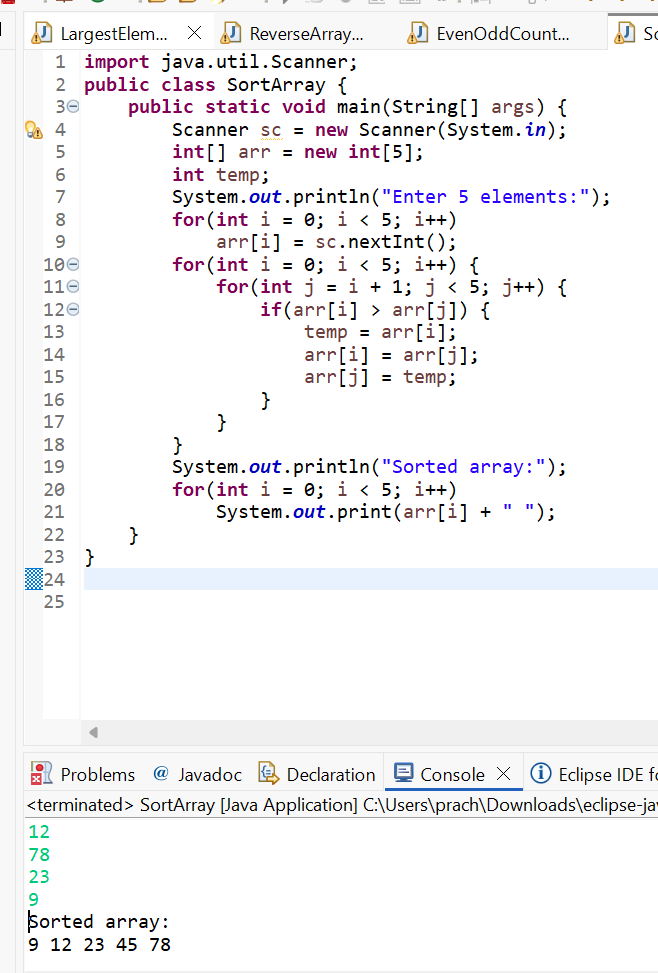 LargestElem... ReverseArray... EvenOddCount...
1 import java.util.Scanner;
2 public class SortArray {
3 public static void main(String[] args) {
4 Scanner sc = new Scanner(System.in);
5 int[] arr = new int[5];
6 int temp;
7 System.out.println("Enter 5 elements:");
8 for(int i = 0; i < 5; i++)
9 arr[i] = sc.nextInt();
10 for(int i = 0; i < 5; i++) {
11 for(int j = i + 1; j < 5; j++) {
12 if(arr[i] > arr[j]) {
13 temp = arr[i];
14 arr[i] = arr[j];
15 arr[j] = temp;
16 }
17 }
18 }
19 System.out.println("Sorted array:");
20 for(int i = 0; i < 5; i++)
21 System.out.print(arr[i] + " ");
22 }
23 }
24
25
Problems @ Javadoc Declaration Console Eclipse IDE fo
<terminated> SortArray [Java Application] C:\Users\prach\Downloads\eclipse-ja
12
78
23
9
Sorted array:
9 12 23 45 78